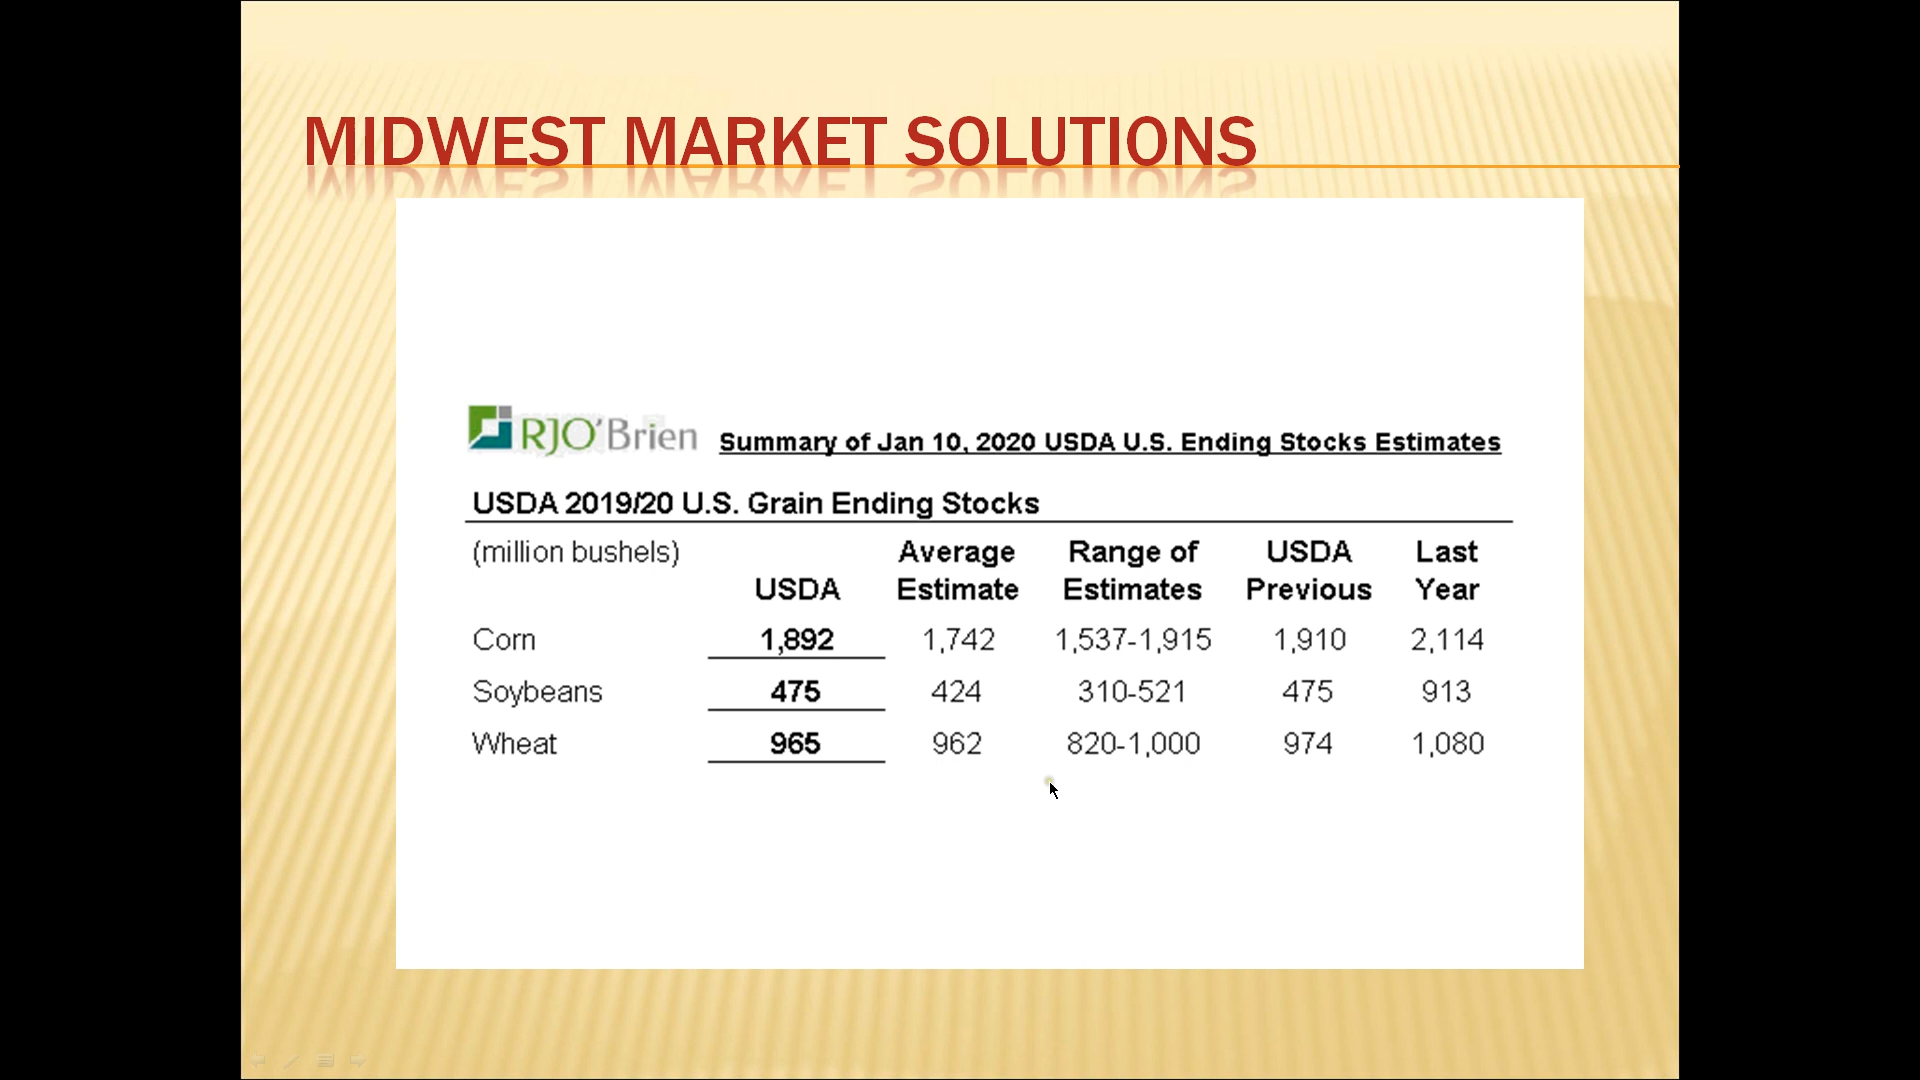 MIDWEST MARKET SOLUTIONS
RJO'Brien Summary of Jan 10, 2020 USDA U.S. Ending Stocks Estimates
USDA 2019/20 U.S. Grain Ending Stocks
(million bushels) Average Range of USDA Last
USDA Estimate Estimates Previous Year
Corn 1,892 1,742 1,537-1,915 1,910 2,114
Soybeans 475 424 310-521 475 913
Wheat 965 962 820-1,000 974 1,080